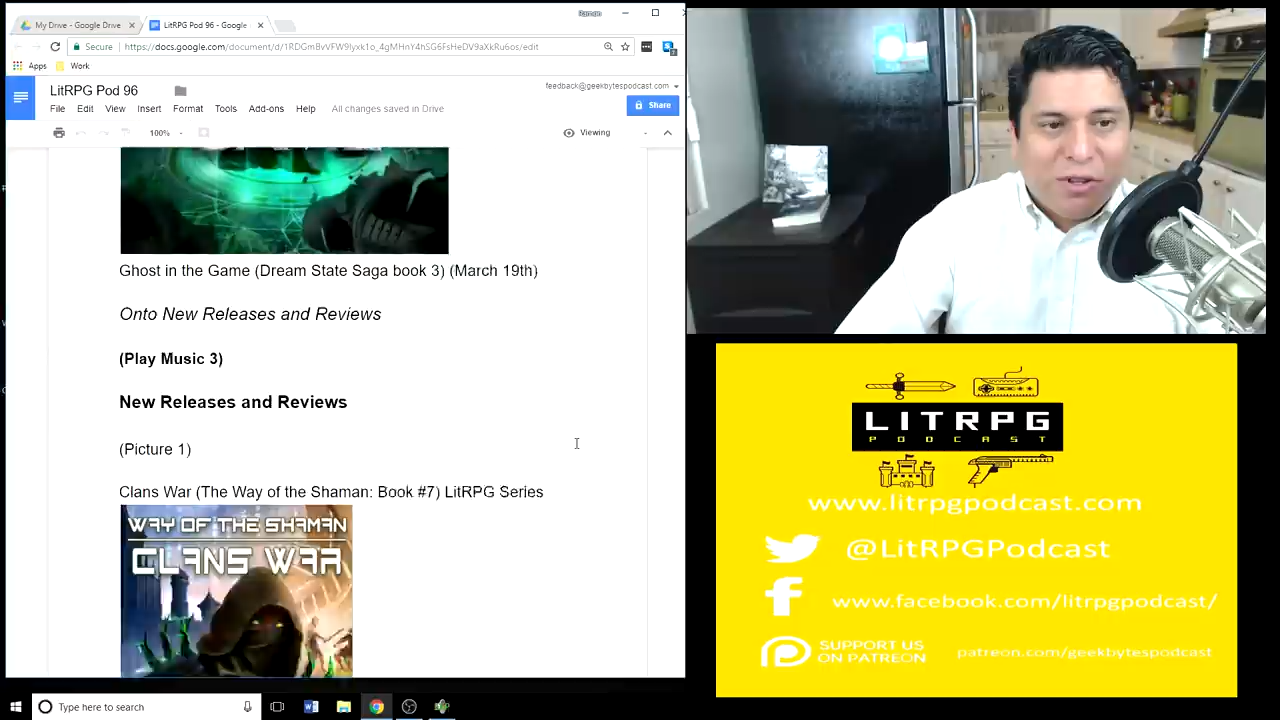 Ramon
My Drive - Google Drive
LitRPG Pod 96 - Google
Secure
https://docs.google.com/document/d/1RDGmBvVFW9lyxk1o_4gMHnY4hSG6FsHeDV9aXkRu6os/edit
Apps
Work
LitRPG Pod 96
feedback@geekbytespodcast.com
File Edit View Insert Format Tools Add-ons Help All changes saved in Drive
Share
100%
Viewing
Ghost in the Game (Dream State Saga book 3) (March 19th)
Onto New Releases and Reviews
(Play Music 3)
New Releases and Reviews
(Picture 1)
Clans War (The Way of the Shaman: Book #7) LitRPG Series
WAY OF THE SHAMAN
CLANS WAR
LITRPG
PODCAST
www.litrpgpodcast.com
@LitRPGPodcast
www.facebook.com/litrpgpodcast/
SUPPORT US
ON PATREON
patreon.com/geekbytespodcast
Type here to search